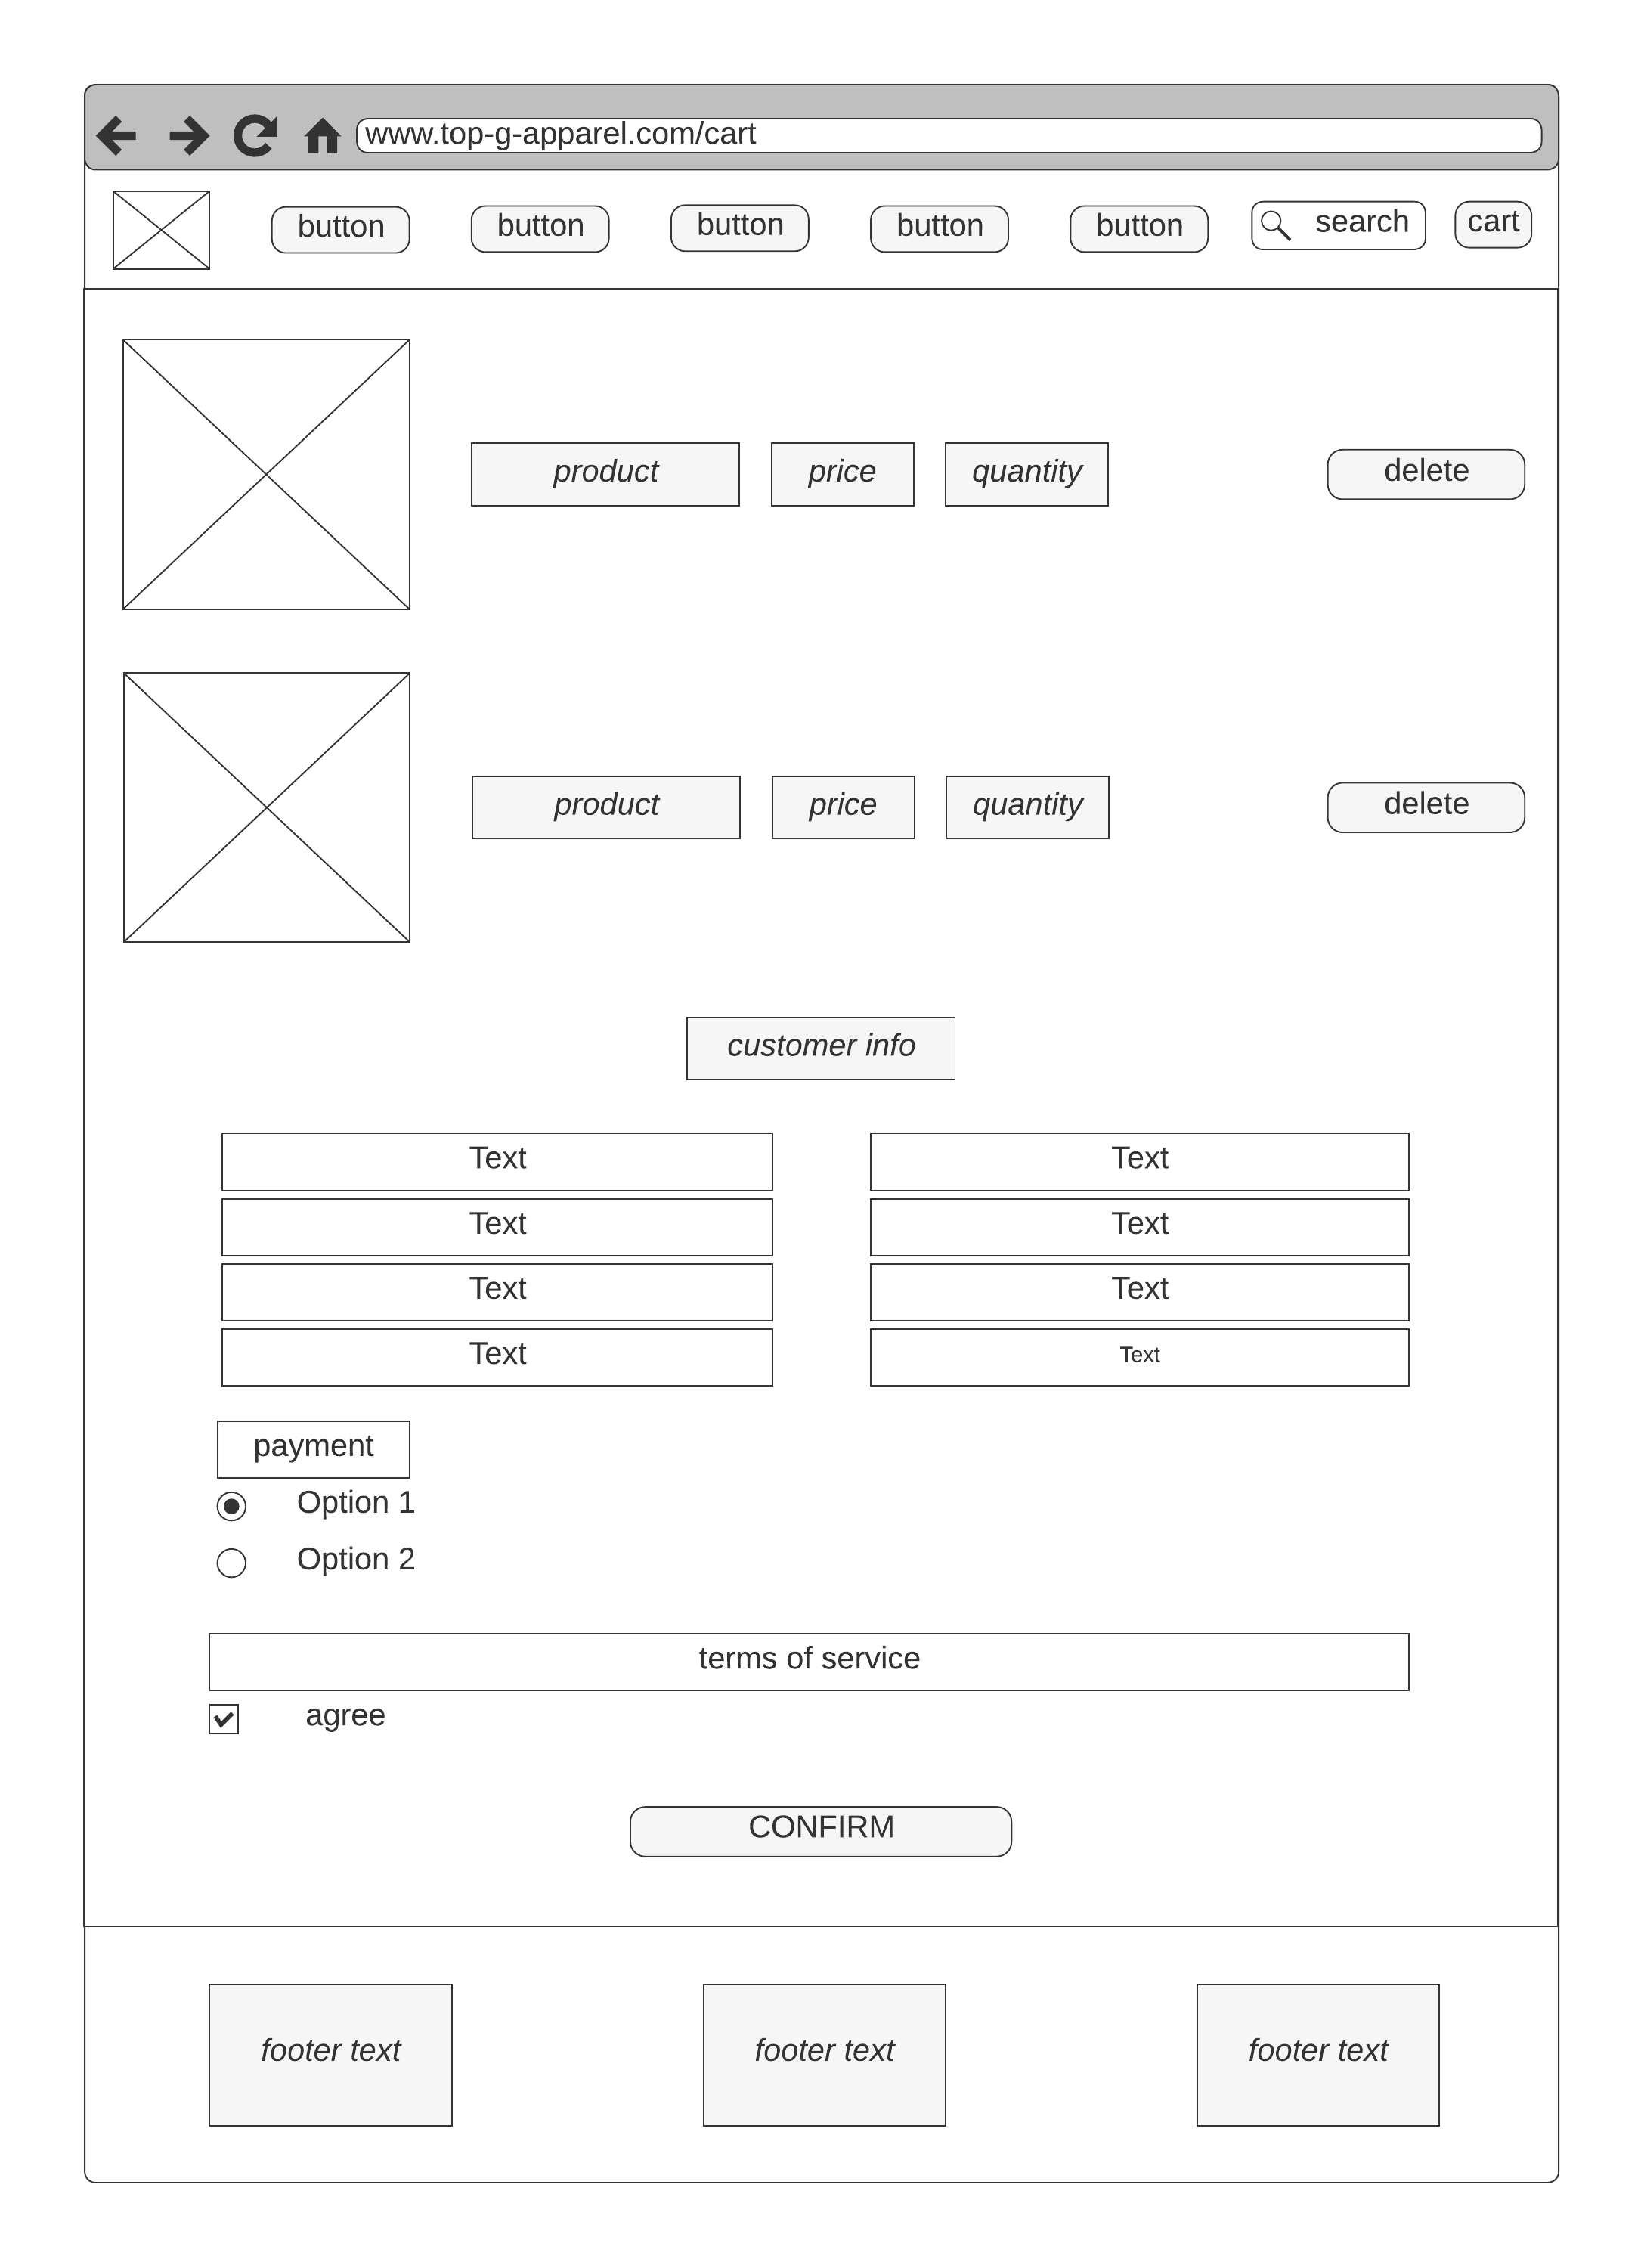 www.top-g-apparel.com/cart
button button button button button search cart
product price quantity delete
product price quantity delete
customer info
Text Text
Text Text
Text Text
Text Text
payment
Option 1
Option 2
terms of service
agree
CONFIRM
footer text footer text footer text